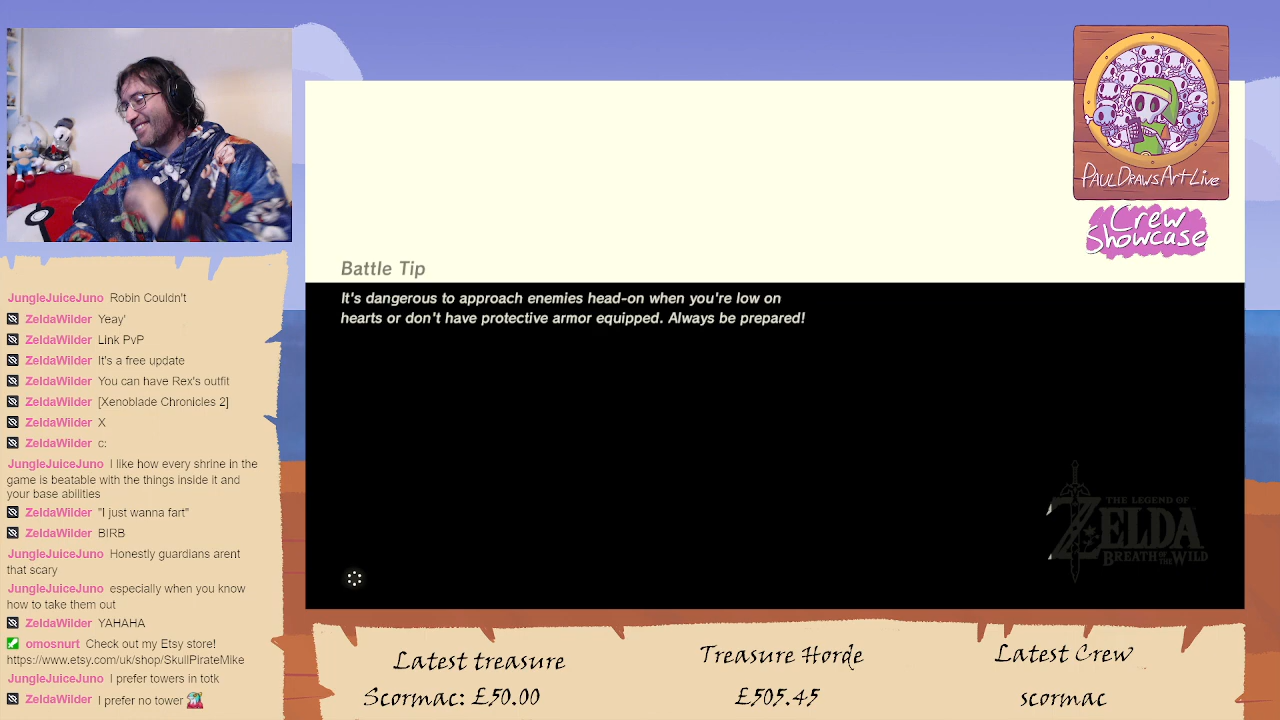 PAULDRAWSARTLIVE
Crew
Showcase
Battle Tip
It's dangerous to approach enemies head-on when you're low on
hearts or don't have protective armor equipped. Always be prepared!
JungleJuiceJuno Robin Couldn't
ZeldaWilder Yeay'
ZeldaWilder Link PvP
ZeldaWilder It's a free update
ZeldaWilder You can have Rex's outfit
ZeldaWilder [Xenoblade Chronicles 2]
ZeldaWilder X
ZeldaWilder c:
JungleJuiceJuno I like how every shrine in the
game is beatable with the things inside it and
your base abilities
ZeldaWilder "I just wanna fart"
ZeldaWilder BIRB
JungleJuiceJuno Honestly guardians arent
that scary
JungleJuiceJuno especially when you know
how to take them out
ZeldaWilder YAHAHA
omosnurt Check out my Etsy store!
https://www.etsy.com/uk/shop/SkullPirateMike
JungleJuiceJuno I prefer towers in totk
ZeldaWilder I prefer no tower
THE LEGEND OF
ZELDA
BREATH OF THE WILD
Latest treasure
Scormac: £50.00
Treasure Horde
£505.45
Latest Crew
scormac